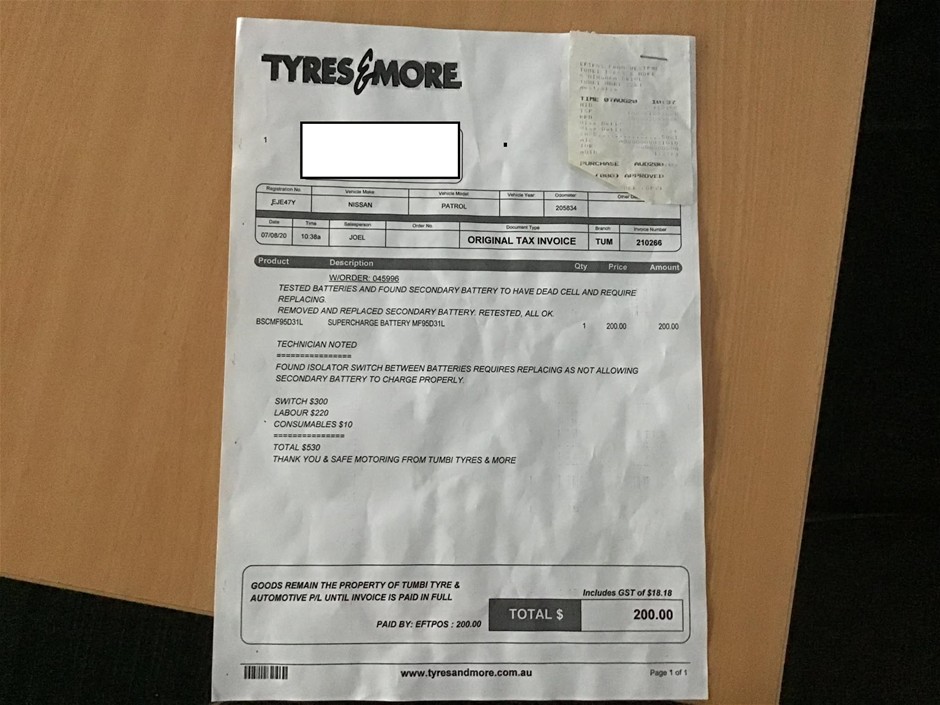 TYRES & MORE
TIME 07AUG20 10:37
PURCHASE AUD200
(000) APPROVED
1
Registration No. Vehicle Make Vehicle Model Vehicle Year Odometer
EJE47Y NISSAN PATROL 205834
Date Time Salesperson Order No. Document Type Branch Invoice Number
07/08/20 10:38a JOEL ORIGINAL TAX INVOICE TUM 210266
Product Description Qty Price Amount
W/ORDER: 045996
TESTED BATTERIES AND FOUND SECONDARY BATTERY TO HAVE DEAD CELL AND REQUIRE
REPLACING.
REMOVED AND REPLACED SECONDARY BATTERY. RETESTED, ALL OK.
BSCMF95D31L SUPERCHARGE BATTERY MF95D31L 1 200.00 200.00
TECHNICIAN NOTED
================
FOUND ISOLATOR SWITCH BETWEEN BATTERIES REQUIRES REPLACING AS NOT ALLOWING
SECONDARY BATTERY TO CHARGE PROPERLY.
SWITCH $300
LABOUR $220
CONSUMABLES $10
===============
TOTAL $530
THANK YOU & SAFE MOTORING FROM TUMBI TYRES & MORE
GOODS REMAIN THE PROPERTY OF TUMBI TYRE &
AUTOMOTIVE P/L UNTIL INVOICE IS PAID IN FULL
Includes GST of $18.18
PAID BY: EFTPOS : 200.00
TOTAL $ 200.00
www.tyresandmore.com.au
Page 1 of 1